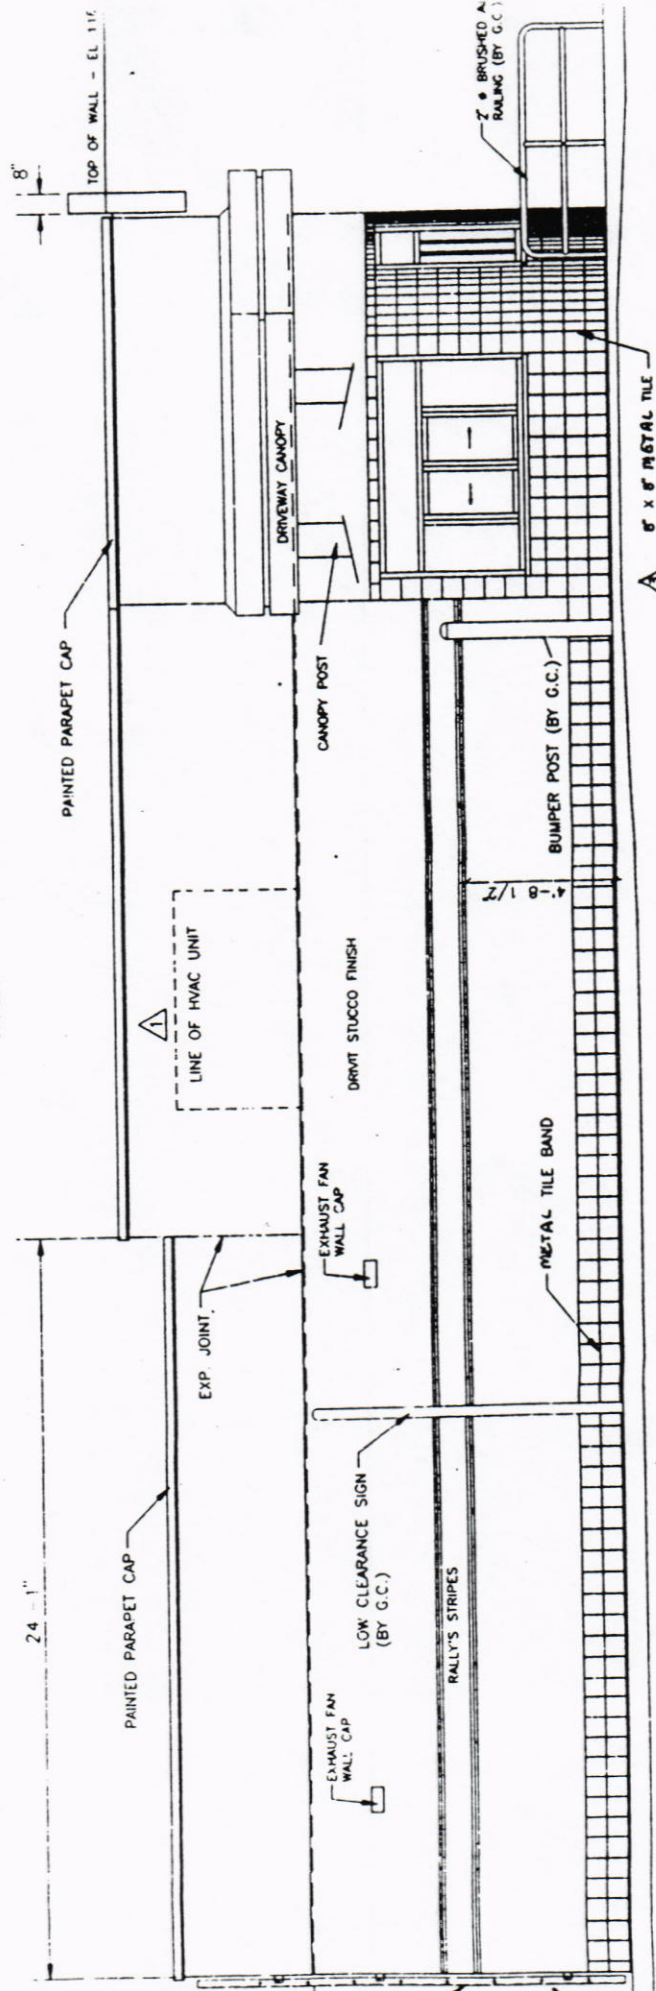 24'-1"
8"
TOP OF WALL - EL 11
PAINTED PARAPET CAP
PAINTED PARAPET CAP
1
LINE OF HVAC UNIT
EXP. JOINT
DRIVEWAY CANOPY
CANOPY POST
EXHAUST FAN
WALL CAP
EXHAUST FAN
WALL CAP
DRIVIT STUCCO FINISH
LOW CLEARANCE SIGN
(BY G.C.)
RALLY'S STRIPES
4'-8 1/2"
BUMPER POST (BY G.C.)
METAL TILE BAND
8" X 8" METAL TILE
2" ø BRUSHED
RAILING (BY G.C.)